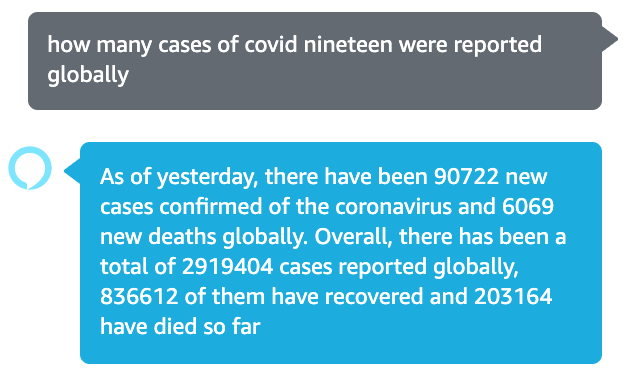 how many cases of covid nineteen were reported
globally
As of yesterday, there have been 90722 new
cases confirmed of the coronavirus and 6069
new deaths globally. Overall, there has been a
total of 2919404 cases reported globally,
836612 of them have recovered and 203164
have died so far